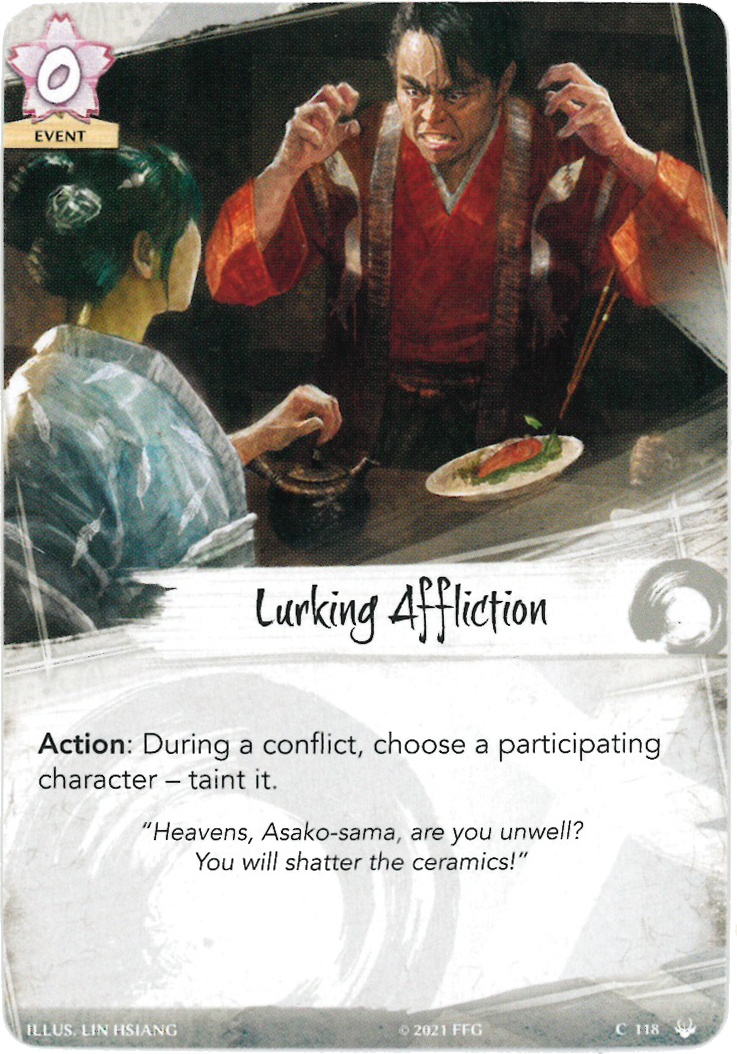 0
EVENT
Lurking Affliction
Action: During a conflict, choose a participating
character – taint it.
“Heavens, Asako-sama, are you unwell?
You will shatter the ceramics!”
ILLUS. LIN HSIANG
© 2021 FFG
C 118